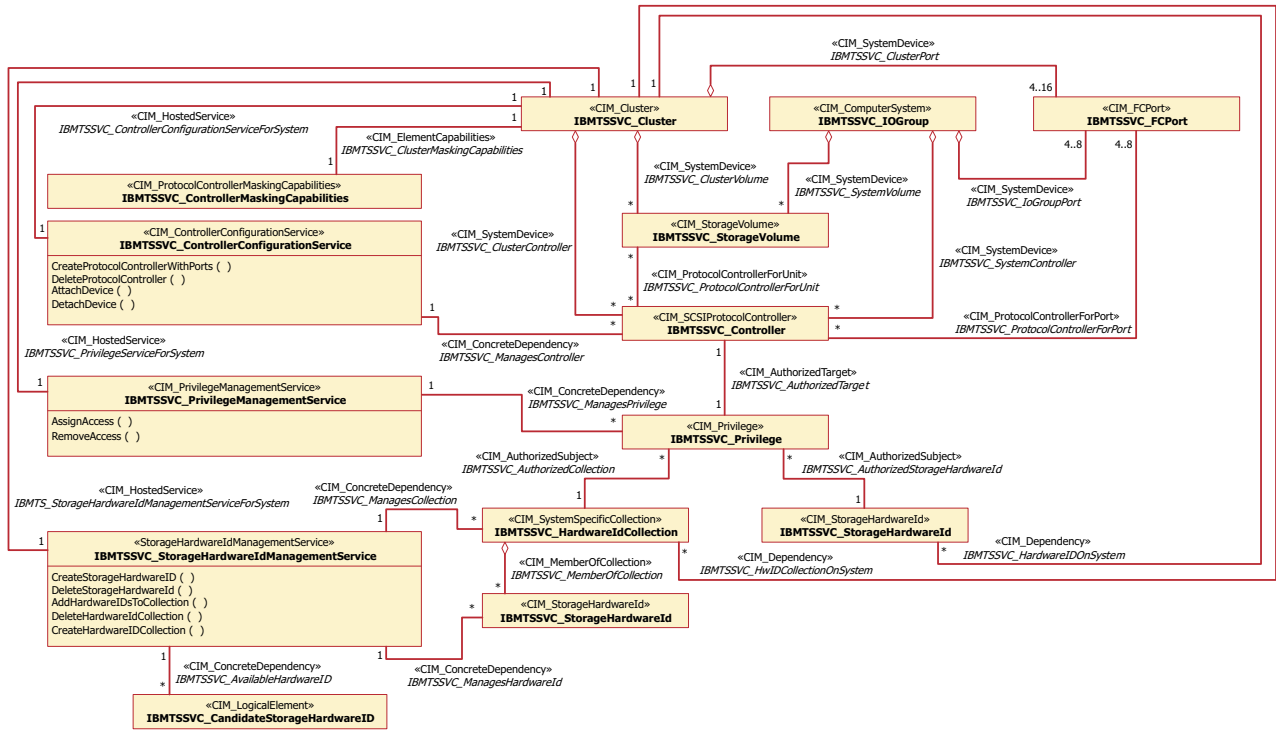 «CIM_SystemDevice»
IBMTSSVC_ClusterPort
1
1
1
1
1
1
4..16
«CIM_HostedService»
IBMTSSVC_ControllerConfigurationServiceForSystem
«CIM_Cluster»
IBMTSSVC_Cluster
«CIM_ComputerSystem»
IBMTSSVC_IOGroup
«CIM_FCPort»
IBMTSSVC_FCPort
«CIM_ElementCapabilities»
IBMTSSVC_ClusterMaskingCapabilities
1
4..8
4..8
«CIM_SystemDevice»
IBMTSSVC_ClusterVolume
«CIM_SystemDevice»
IBMTSSVC_SystemVolume
«CIM_SystemDevice»
IBMTSSVC_IoGroupPort
«CIM_ProtocolControllerMaskingCapabilities»
IBMTSSVC_ControllerMaskingCapabilities
*
*
1
«CIM_ControllerConfigurationService»
IBMTSSVC_ControllerConfigurationService
CreateProtocolControllerWithPorts ( )
DeleteProtocolController ( )
AttachDevice ( )
DetachDevice ( )
«CIM_SystemDevice»
IBMTSSVC_ClusterController
«CIM_StorageVolume»
IBMTSSVC_StorageVolume
«CIM_SystemDevice»
IBMTSSVC_SystemController
*
«CIM_ProtocolControllerForUnit»
IBMTSSVC_ProtocolControllerForUnit
*
1
*
*
«CIM_SCSIProtocolController»
IBMTSSVC_Controller
*
*
«CIM_ProtocolControllerForPort»
IBMTSSVC_ProtocolControllerForPort
«CIM_HostedService»
IBMTSSVC_PrivilegeServiceForSystem
«CIM_ConcreteDependency»
IBMTSSVC_ManagesController
1
«CIM_AuthorizedTarget»
IBMTSSVC_AuthorizedTarget
1
1
«CIM_PrivilegeManagementService»
IBMTSSVC_PrivilegeManagementService
AssignAccess ( )
RemoveAccess ( )
1
«CIM_ConcreteDependency»
IBMTSSVC_ManagesPrivilege
*
«CIM_Privilege»
IBMTSSVC_Privilege
*
*
«CIM_AuthorizedSubject»
IBMTSSVC_AuthorizedCollection
«CIM_AuthorizedSubject»
IBMTSSVC_AuthorizedStorageHardwareId
«CIM_HostedService»
IBMTS_StorageHardwareIdManagementServiceForSystem
«CIM_ConcreteDependency»
IBMTSSVC_ManagesCollection
1
1
1
*
«CIM_SystemSpecificCollection»
IBMTSSVC_HardwareIdCollection
«CIM_StorageHardwareId»
IBMTSSVC_StorageHardwareId
1
«StorageHardwareIdManagementService»
IBMTSSVC_StorageHardwareIdManagementService
CreateStorageHardwareID ( )
DeleteStorageHardwareId ( )
AddHardwareIDsToCollection ( )
DeleteHardwareIdCollection ( )
CreateHardwareIDCollection ( )
*
*
«CIM_Dependency»
IBMTSSVC_HardwareIDOnSystem
«CIM_MemberOfCollection»
IBMTSSVC_MemberOfCollection
«CIM_Dependency»
IBMTSSVC_HwIDCollectionOnSystem
*
*
«CIM_StorageHardwareId»
IBMTSSVC_StorageHardwareId
1
1
«CIM_ConcreteDependency»
IBMTSSVC_AvailableHardwareID
«CIM_ConcreteDependency»
IBMTSSVC_ManagesHardwareId
*
«CIM_LogicalElement»
IBMTSSVC_CandidateStorageHardwareID